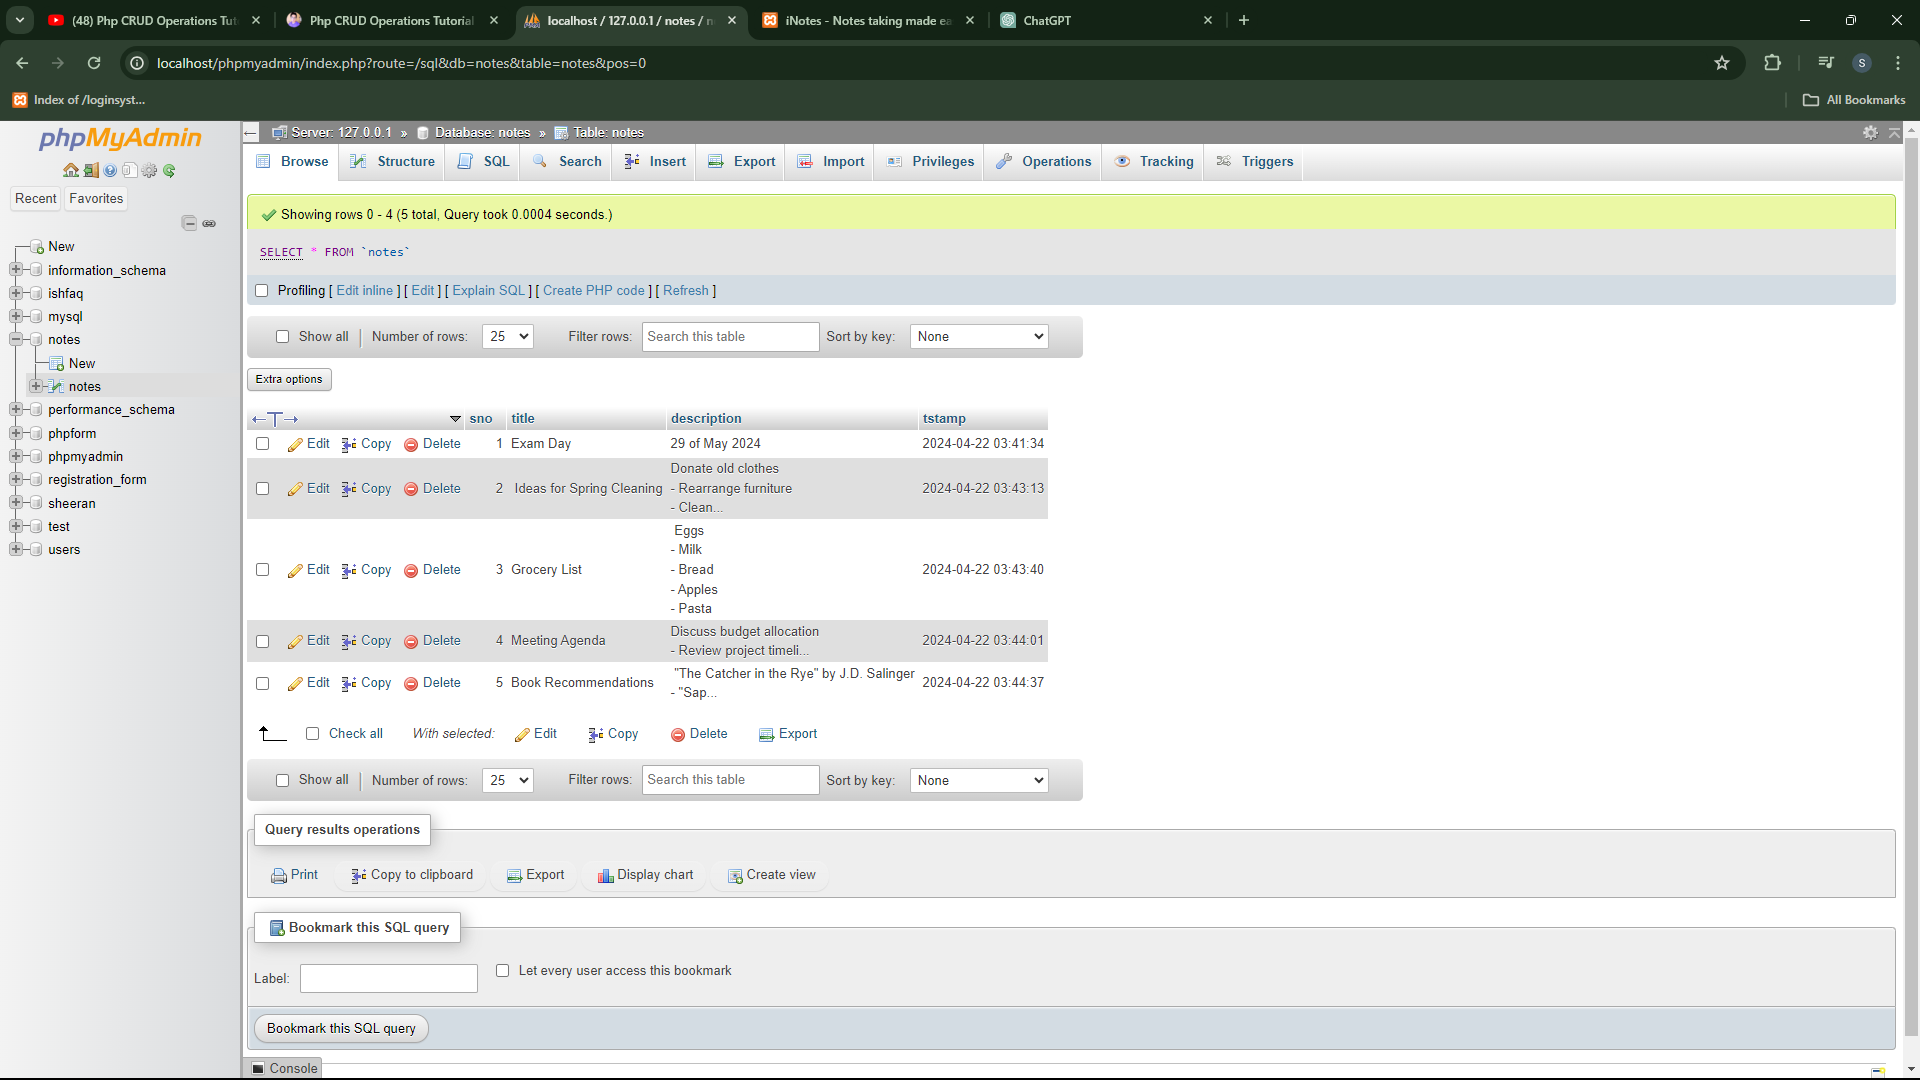 (48) Php CRUD Operations Tut
Php CRUD Operations Tutorial
localhost / 127.0.0.1 / notes / n
iNotes - Notes taking made ea
ChatGPT
localhost/phpmyadmin/index.php?route=/sql&db=notes&table=notes&pos=0
S
Index of /loginsyst...
All Bookmarks
phpMyAdmin
Recent
Favorites
New
information_schema
ishfaq
mysql
notes
New
notes
performance_schema
phpform
phpmyadmin
registration_form
sheeran
test
users
Server: 127.0.0.1 » Database: notes » Table: notes
Browse Structure SQL Search Insert Export Import Privileges Operations Tracking Triggers
Showing rows 0 - 4 (5 total, Query took 0.0004 seconds.)
SELECT * FROM `notes`
Profiling [ Edit inline ] [ Edit ] [ Explain SQL ] [ Create PHP code ] [ Refresh ]
Show all Number of rows: 25 Filter rows: Search this table Sort by key: None
Extra options
sno title description tstamp
Edit Copy Delete 1 Exam Day 29 of May 2024 2024-04-22 03:41:34
Donate old clothes
Edit Copy Delete 2 Ideas for Spring Cleaning - Rearrange furniture 2024-04-22 03:43:13
- Clean...
Eggs
- Milk
Edit Copy Delete 3 Grocery List - Bread 2024-04-22 03:43:40
- Apples
- Pasta
Discuss budget allocation
Edit Copy Delete 4 Meeting Agenda 2024-04-22 03:44:01
- Review project timeli...
"The Catcher in the Rye" by J.D. Salinger
Edit Copy Delete 5 Book Recommendations 2024-04-22 03:44:37
- "Sap...
Check all With selected: Edit Copy Delete Export
Show all Number of rows: 25 Filter rows: Search this table Sort by key: None
Query results operations
Print Copy to clipboard Export Display chart Create view
Bookmark this SQL query
Label: Let every user access this bookmark
Bookmark this SQL query
Console